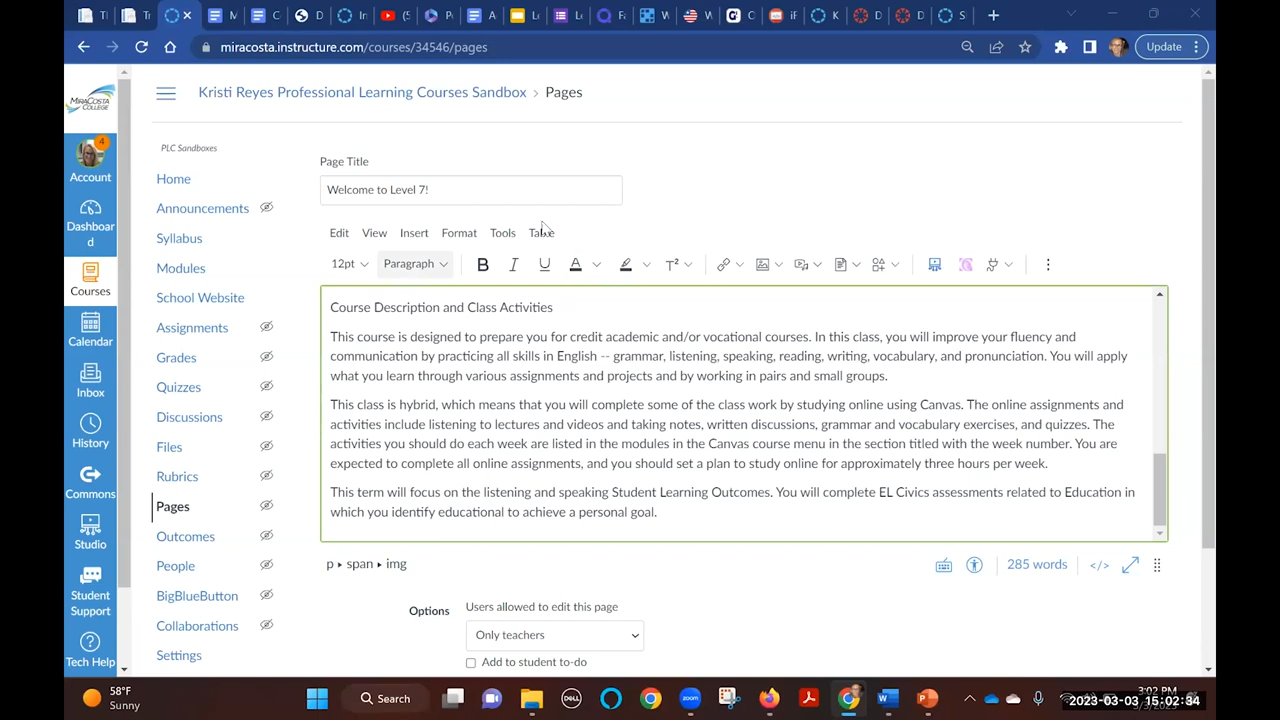 miracosta.instructure.com/courses/34546/pages
Update
MIRACOSTA COLLEGE
Kristi Reyes Professional Learning Courses Sandbox > Pages
4
Account
Dashboar
d
Courses
Calendar
Inbox
History
Commons
Studio
Student
Support
Tech Help
PLC Sandboxes
Home
Announcements
Syllabus
Modules
School Website
Assignments
Grades
Quizzes
Discussions
Files
Rubrics
Pages
Outcomes
People
BigBlueButton
Collaborations
Settings
Page Title
Welcome to Level 7!
Edit View Insert Format Tools Table
12pt Paragraph
Course Description and Class Activities
This course is designed to prepare you for credit academic and/or vocational courses. In this class, you will improve your fluency and
communication by practicing all skills in English -- grammar, listening, speaking, reading, writing, vocabulary, and pronunciation. You will apply
what you learn through various assignments and projects and by working in pairs and small groups.
This class is hybrid, which means that you will complete some of the class work by studying online using Canvas. The online assignments and
activities include listening to lectures and videos and taking notes, written discussions, grammar and vocabulary exercises, and quizzes. The
activities you should do each week are listed in the modules in the Canvas course menu in the section titled with the week number. You are
expected to complete all online assignments, and you should set a plan to study online for approximately three hours per week.
This term will focus on the listening and speaking Student Learning Outcomes. You will complete EL Civics assessments related to Education in
which you identify educational to achieve a personal goal.
p ▸ span ▸ img
285 words
</>
Options
Users allowed to edit this page
Only teachers
Add to student to-do
58°F
Sunny
Search
3:02 PM
2023-03-03 15:02:34